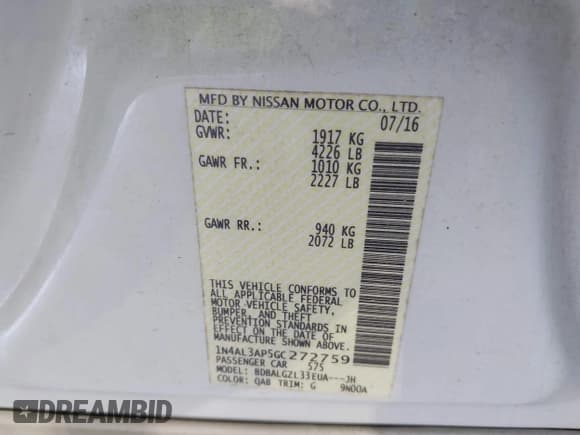 MFD BY NISSAN MOTOR CO., LTD.
DATE: 07/16
GVWR: 1917 KG
4226 LB
GAWR FR.: 1010 KG
2227 LB
GAWR RR.: 940 KG
2072 LB
THIS VEHICLE CONFORMS TO
ALL APPLICABLE FEDERAL
MOTOR VEHICLE SAFETY,
BUMPER, AND THEFT
PREVENTION STANDARDS
IN EFFECT ON THE DATE OF
MANUFACTURE SHOWN ABOVE.
1N4AL3AP5GC272759
PASSENGER CAR 575
MODEL: BDBALGZL33EUA---JH
COLOR: QAB TRIM: G 9N00A
DREAMBID